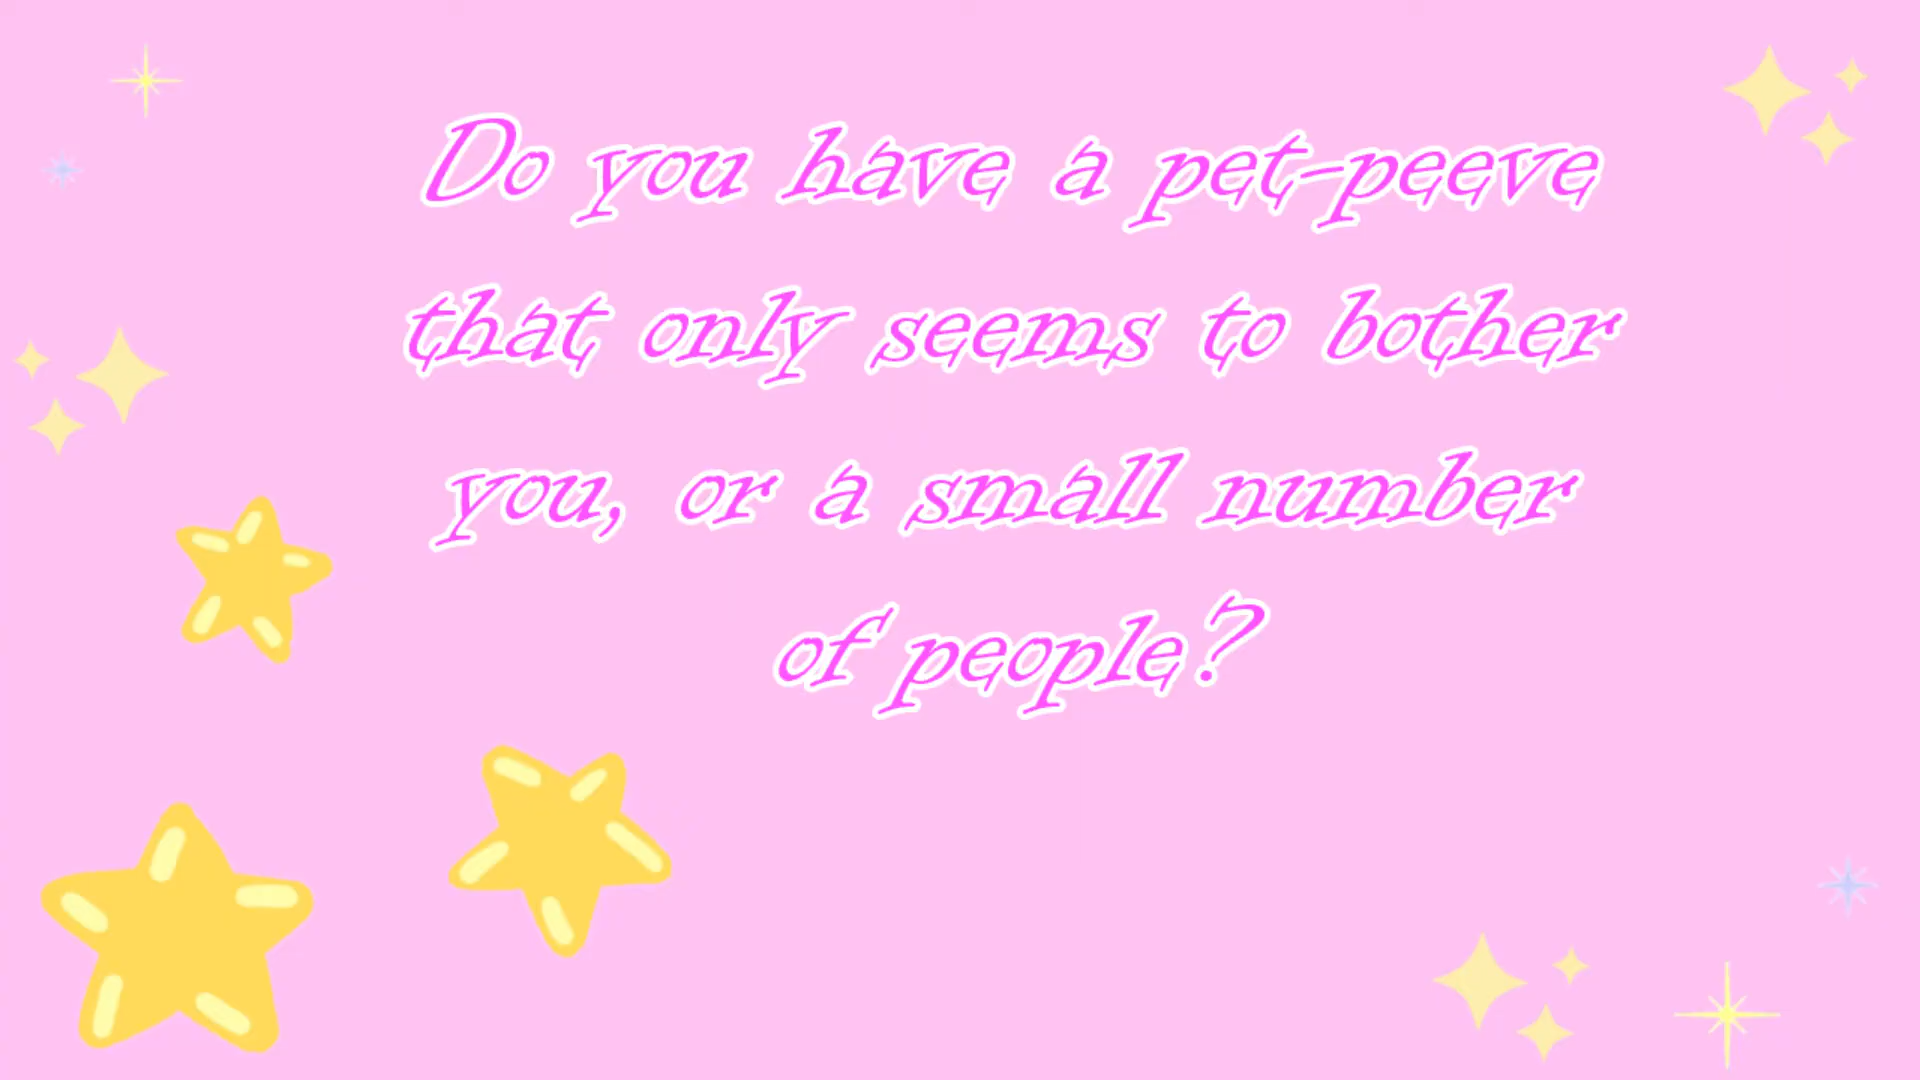 Do you have a pet-peeve
that only seems to bother
you, or a small number
of people?